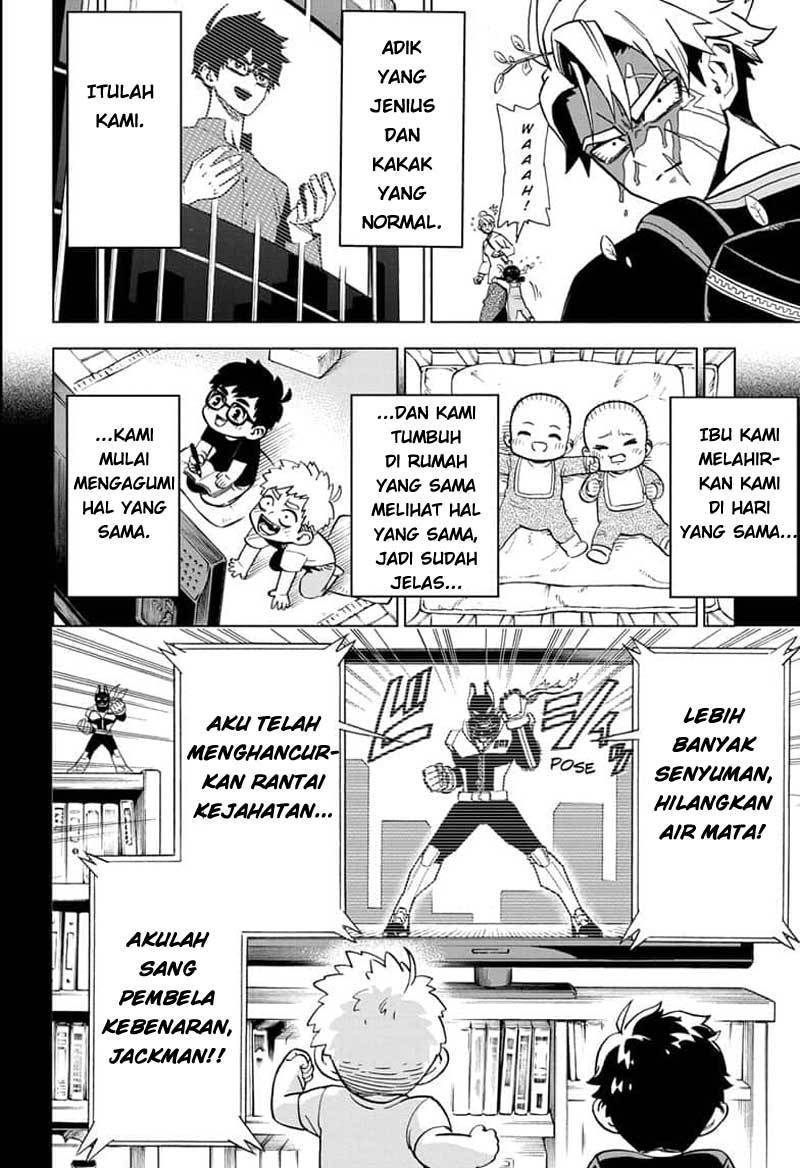 WAAAH!
ADIK
YANG
JENIUS
DAN
KAKAK
YANG
NORMAL.
ITULAH
KAMI.
IBU KAMI
MELAHIR-
KAN KAMI
DI HARI
YANG SAMA...
...DAN KAMI
TUMBUH
DI RUMAH
YANG SAMA
MELIHAT HAL
YANG SAMA,
JADI SUDAH
JELAS...
...KAMI
MULAI
MENGAGUMI
HAL YANG
SAMA.
LEBIH
BANYAK
SENYUMAN,
HILANGKAN
AIR MATA!
POSE
AKU TELAH
MENGHANCUR-
KAN RANTAI
KEJAHATAN...
AKULAH
SANG
PEMBELA
KEBENARAN,
JACKMAN!!